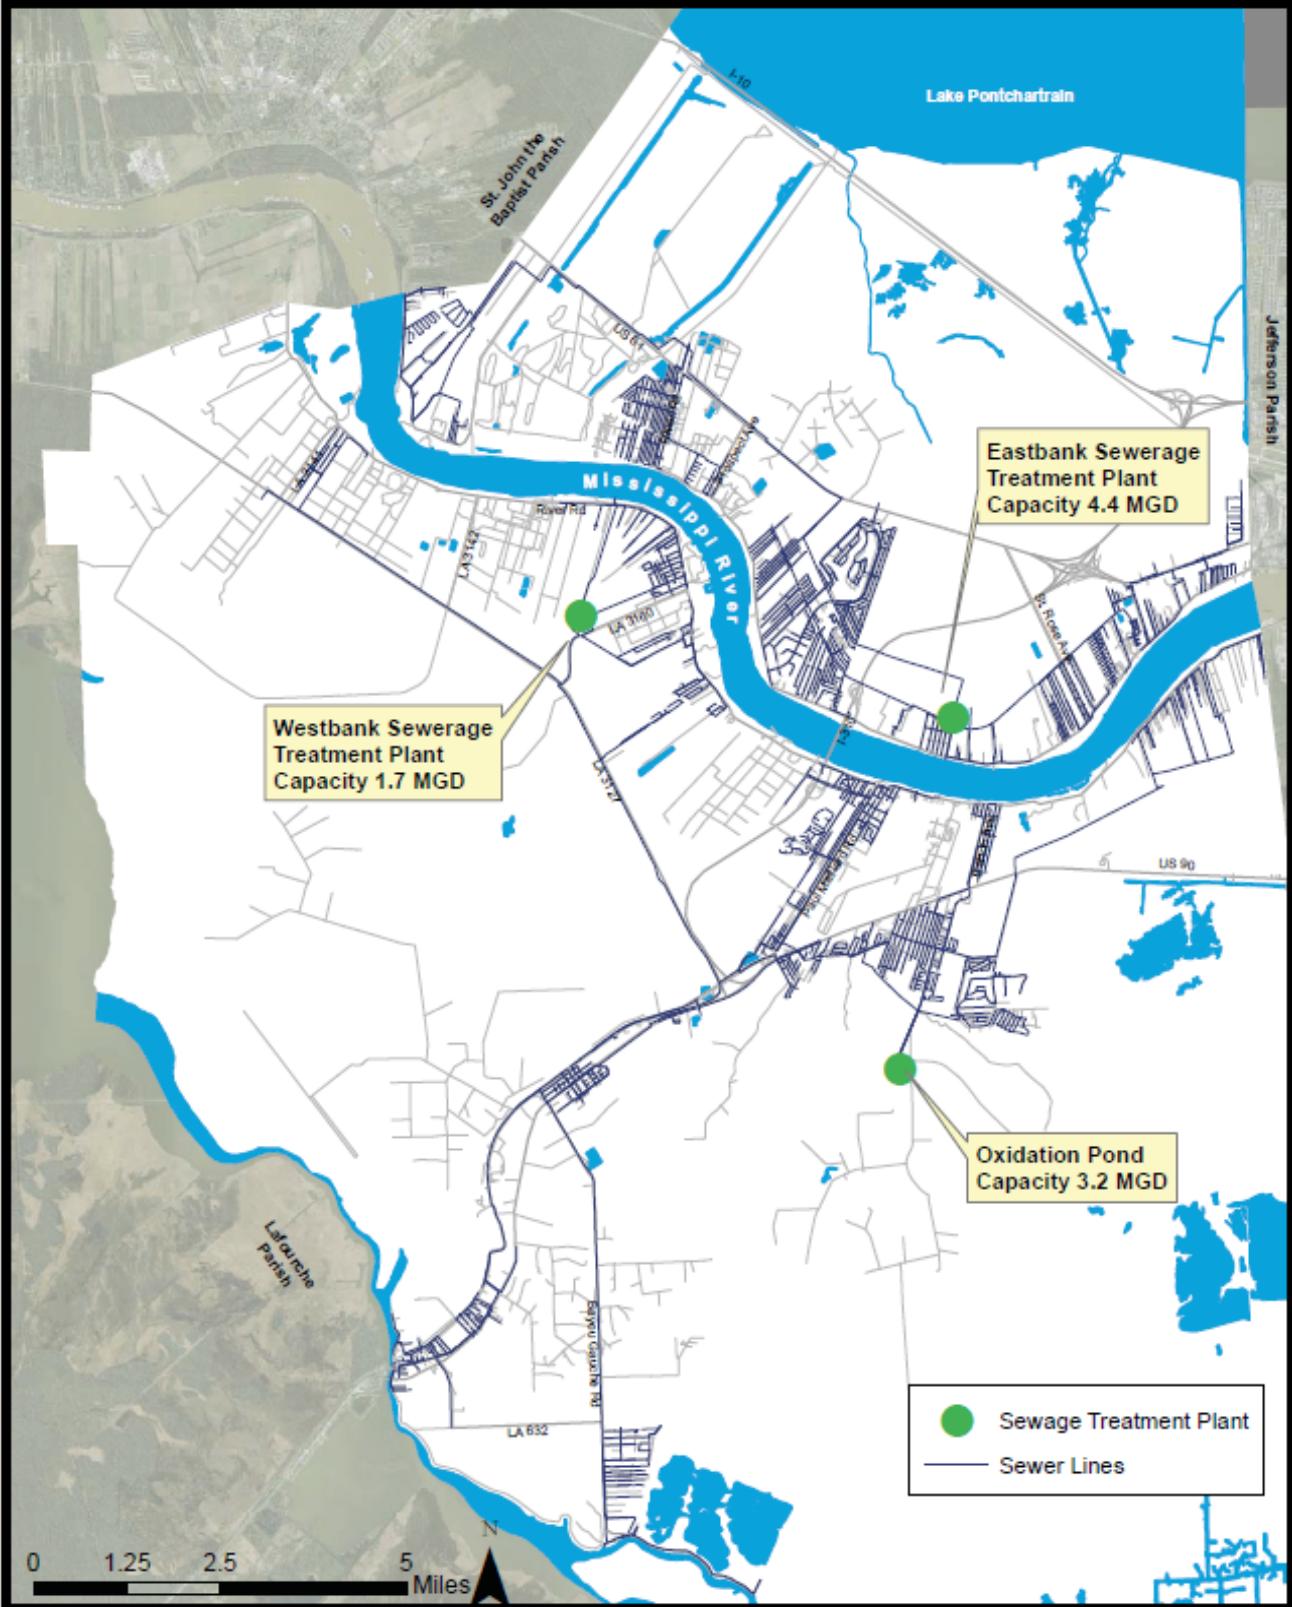 Lake Pontchartrain
I-10
St. John the
Baptist Parish
Jefferson Parish
US 61
Eastbank Sewerage
Treatment Plant
Capacity 4.4 MGD
Mississippi River
River Rd
LA 3142
LA 3160
St. Rose Ave
Westbank Sewerage
Treatment Plant
Capacity 1.7 MGD
I-310
LA 3127
Paul Maillard Rd
US 90
Oxidation Pond
Capacity 3.2 MGD
Lafourche
Parish
Bayou Gauche Rd
LA 632
Sewage Treatment Plant
Sewer Lines
N
0 1.25 2.5 5
Miles